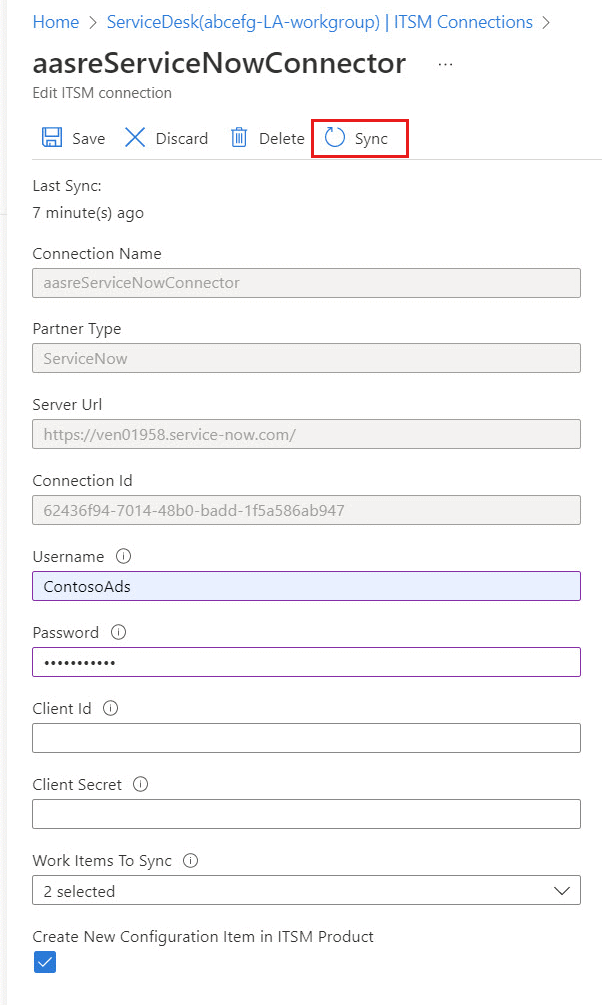 Home > ServiceDesk(abcefg-LA-workgroup) | ITSM Connections >
aasreServiceNowConnector ...
Edit ITSM connection
Save Discard Delete Sync
Last Sync:
7 minute(s) ago
Connection Name
aasreServiceNowConnector
Partner Type
ServiceNow
Server Url
https://ven01958.service-now.com/
Connection Id
62436f94-7014-48b0-badd-1f5a586ab947
Username
ContosoAds
Password
•••••••••••
Client Id
Client Secret
Work Items To Sync
2 selected
Create New Configuration Item in ITSM Product